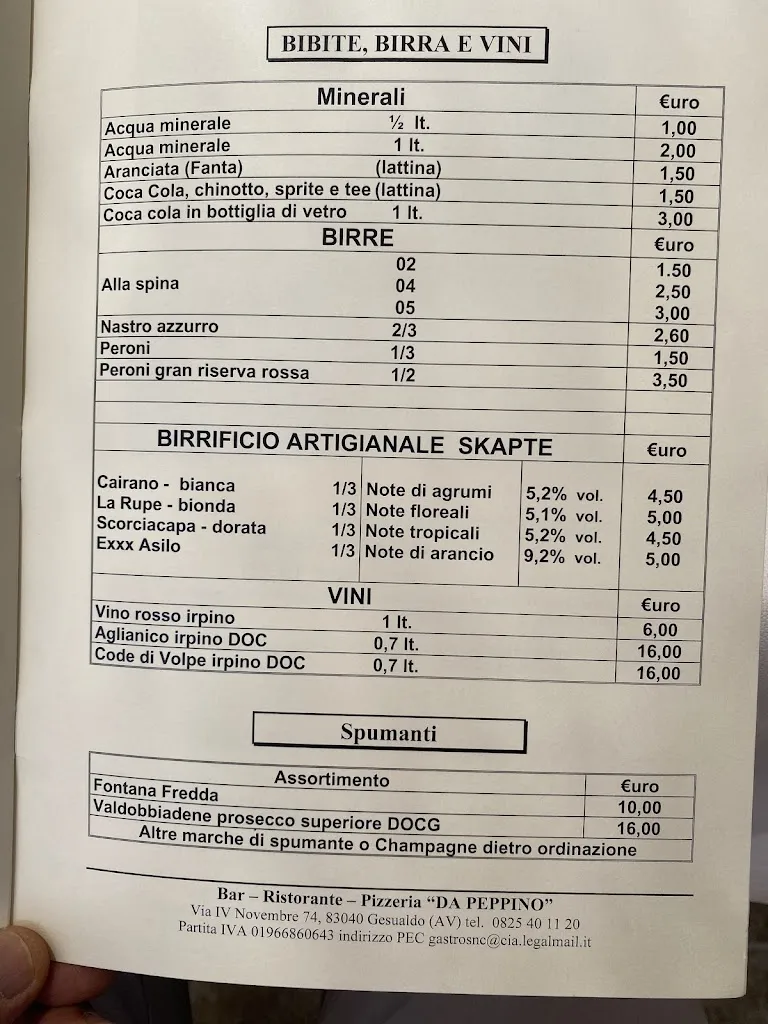 BIBITE, BIRRA E VINI
Minerali €uro
Acqua minerale ½ lt. 1,00
Acqua minerale 1 lt. 2,00
Aranciata (Fanta) (lattina) 1,50
Coca Cola, chinotto, sprite e tee (lattina) 1,50
Coca cola in bottiglia di vetro 1 lt. 3,00
BIRRE €uro
02 1.50
Alla spina 04 2,50
05 3,00
Nastro azzurro 2/3 2,60
Peroni 1/3 1,50
Peroni gran riserva rossa 1/2 3,50
BIRRIFICIO ARTIGIANALE SKAPTE €uro
Cairano - bianca 1/3 Note di agrumi 5,2% vol. 4,50
La Rupe - bionda 1/3 Note floreali 5,1% vol. 5,00
Scorciacapa - dorata 1/3 Note tropicali 5,2% vol. 4,50
Exxx Asilo 1/3 Note di arancio 9,2% vol. 5,00
VINI €uro
Vino rosso irpino 1 lt. 6,00
Aglianico irpino DOC 0,7 lt. 16,00
Code di Volpe irpino DOC 0,7 lt. 16,00
Spumanti
Assortimento €uro
Fontana Fredda 10,00
Valdobbiadene prosecco superiore DOCG 16,00
Altre marche di spumante o Champagne dietro ordinazione
Bar – Ristorante – Pizzeria “DA PEPPINO”
Via IV Novembre 74, 83040 Gesualdo (AV) tel. 0825 40 11 20
Partita IVA 01966860643 indirizzo PEC gastrosnc@cia.legalmail.it